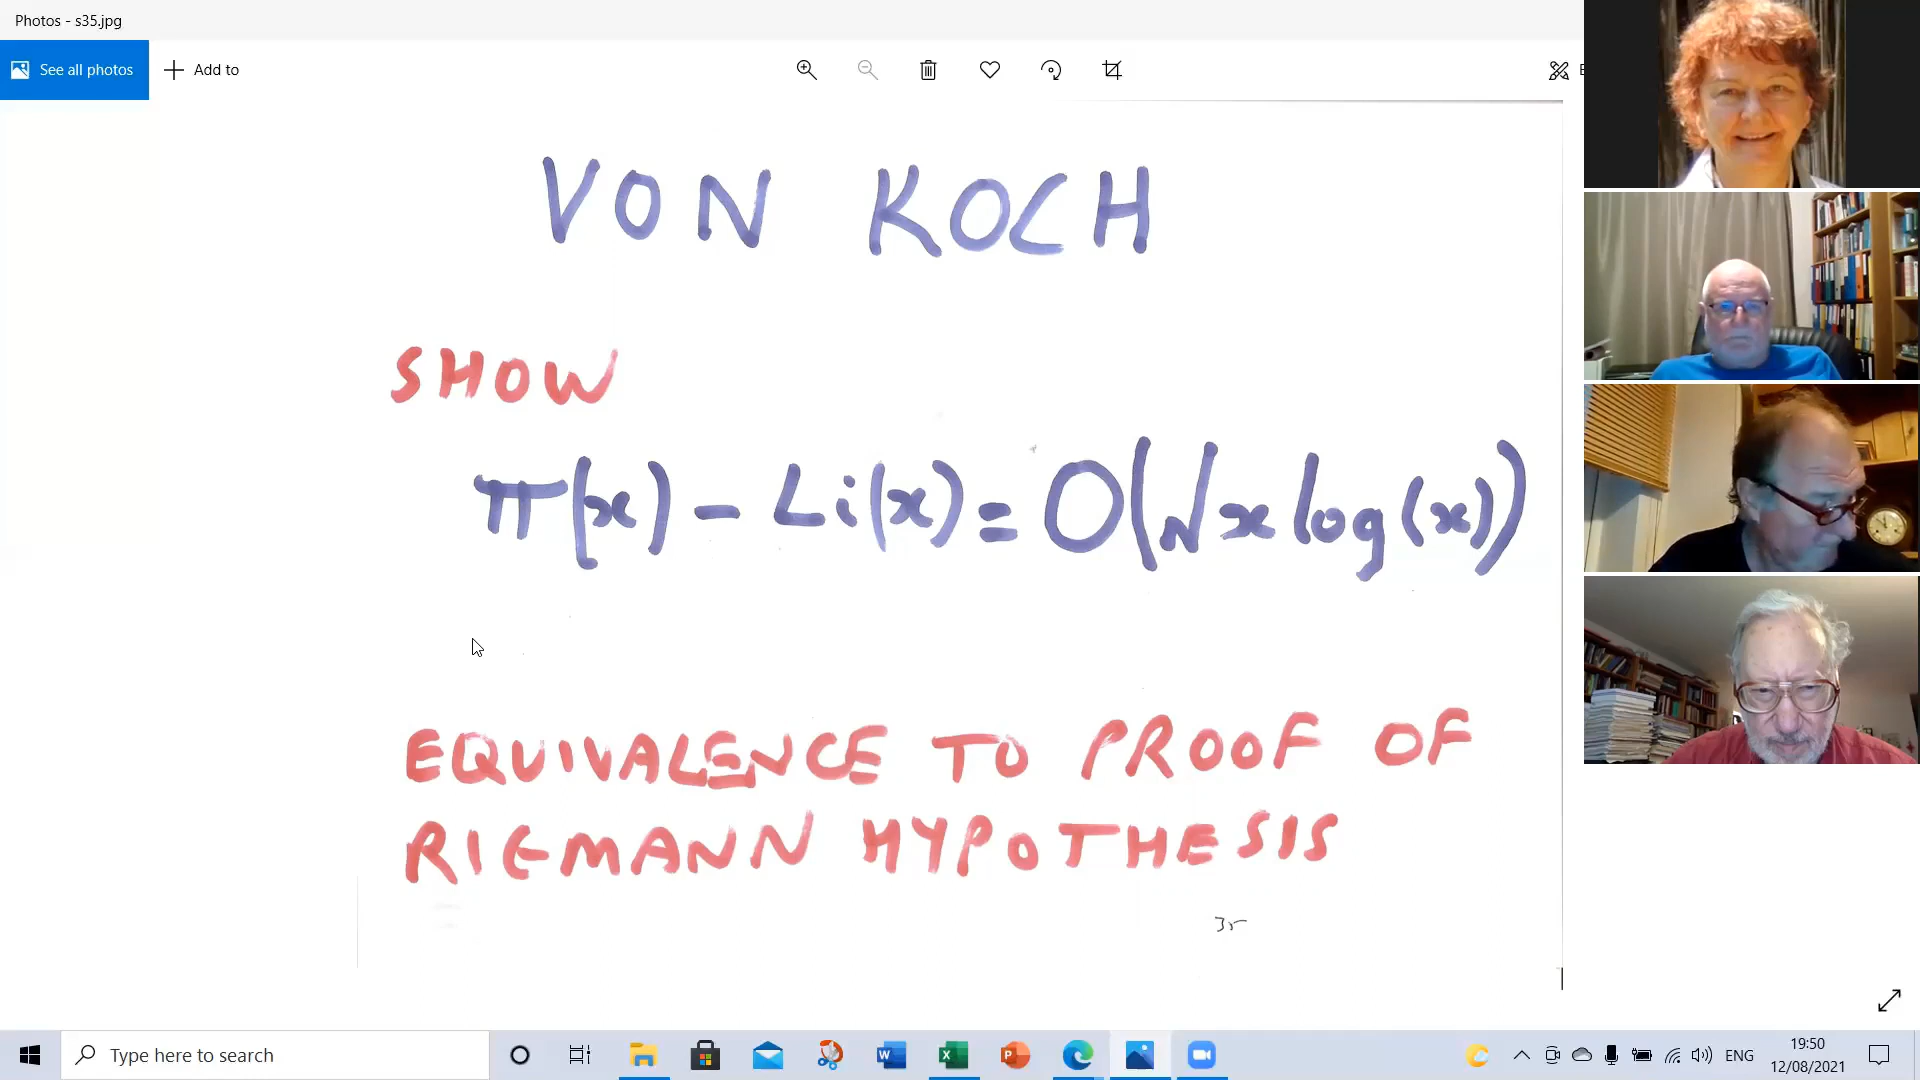 Photos - s35.jpg
See all photos
Add to
VON KOCH
SHOW
π(x) - Li(x) = O(√x log(x))
EQUIVALENCE TO PROOF OF
RIEMANN HYPOTHESIS
35
Type here to search
ENG
19:50
12/08/2021